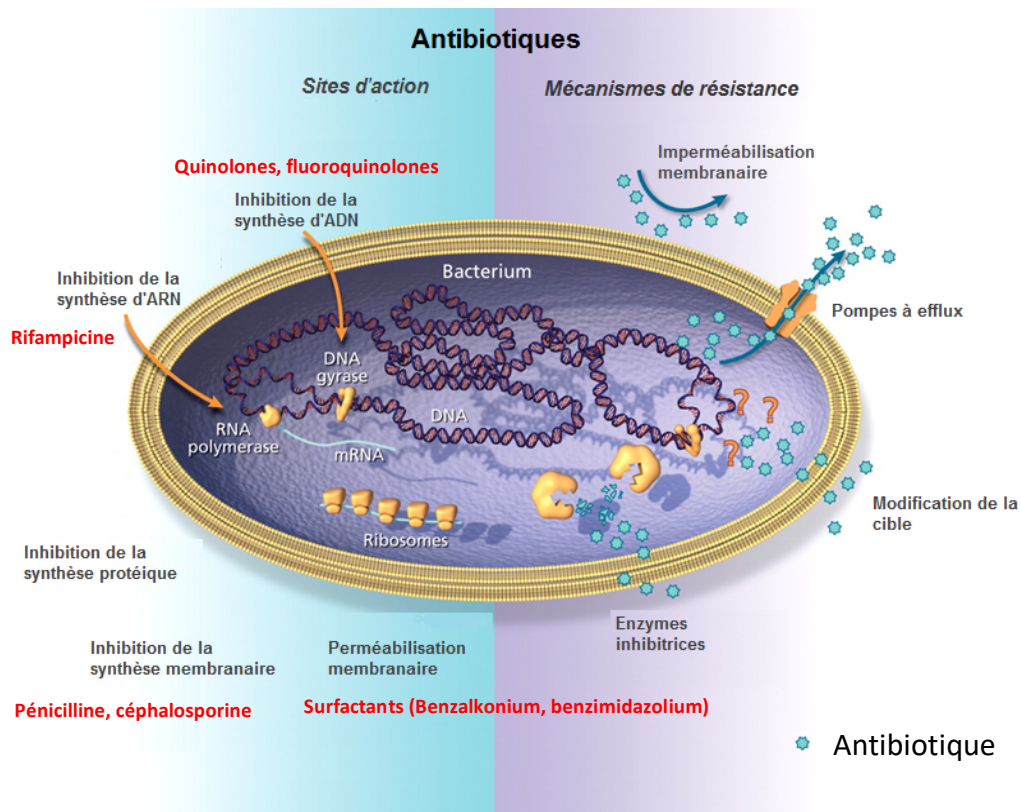 Antibiotiques
Sites d'action
Mécanismes de résistance
Quinolones, fluoroquinolones
Inhibition de la
synthèse d'ADN
Imperméabilisation
membranaire
Inhibition de la
synthèse d'ARN
Rifampicine
Bacterium
Pompes à efflux
DNA
gyrase
RNA
polymerase
DNA
mRNA
?
?
?
Ribosomes
Modification de la
cible
Inhibition de la
synthèse protéique
Enzymes
inhibitrices
Inhibition de la
synthèse membranaire
Perméabilisation
membranaire
Pénicilline, céphalosporine
Surfactants (Benzalkonium, benzimidazolium)
Antibiotique